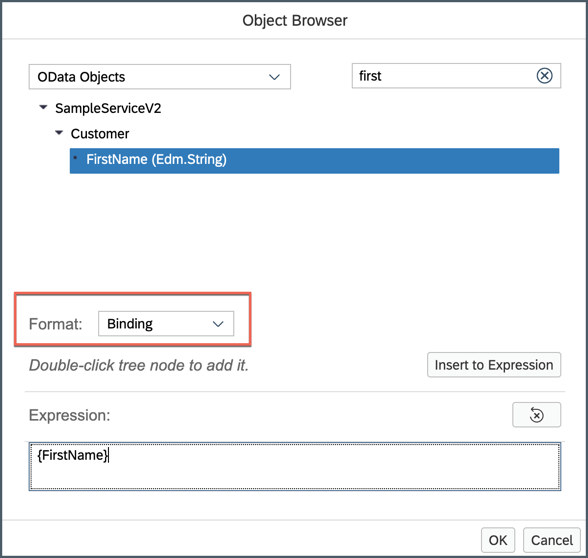 Object Browser
OData Objects
first
SampleServiceV2
Customer
FirstName (Edm.String)
Format:
Binding
Double-click tree node to add it.
Insert to Expression
Expression:
{FirstName}
OK
Cancel